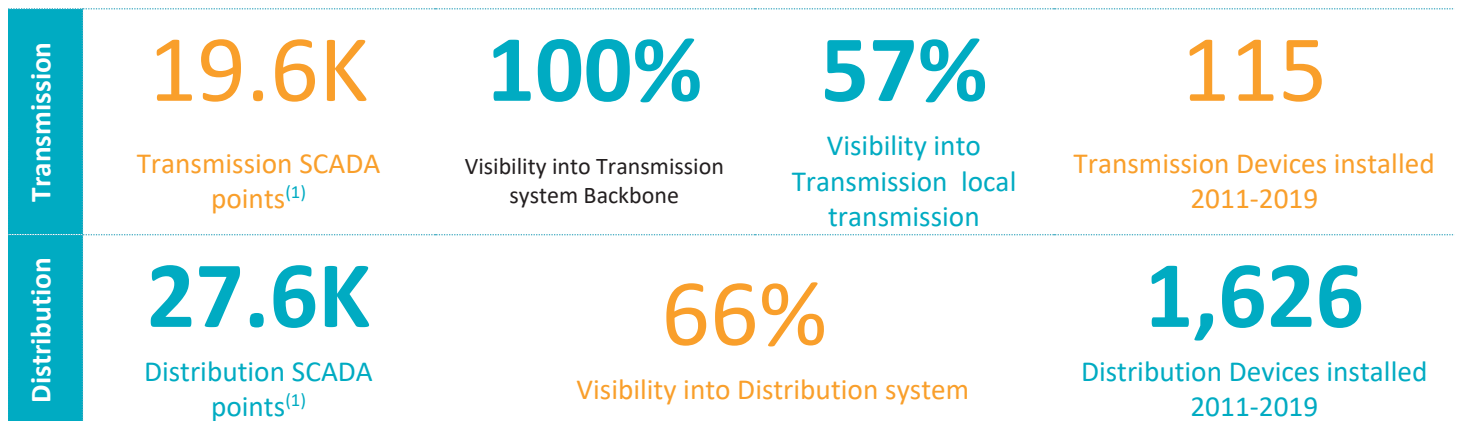 Transmission
19.6K
Transmission SCADA
points(1)
100%
Visibility into Transmission
system Backbone
57%
Visibility into
Transmission  local
transmission
115
Transmission Devices installed
2011-2019
Distribution
27.6K
Distribution SCADA
points(1)
66%
Visibility into Distribution system
1,626
Distribution Devices installed
2011-2019